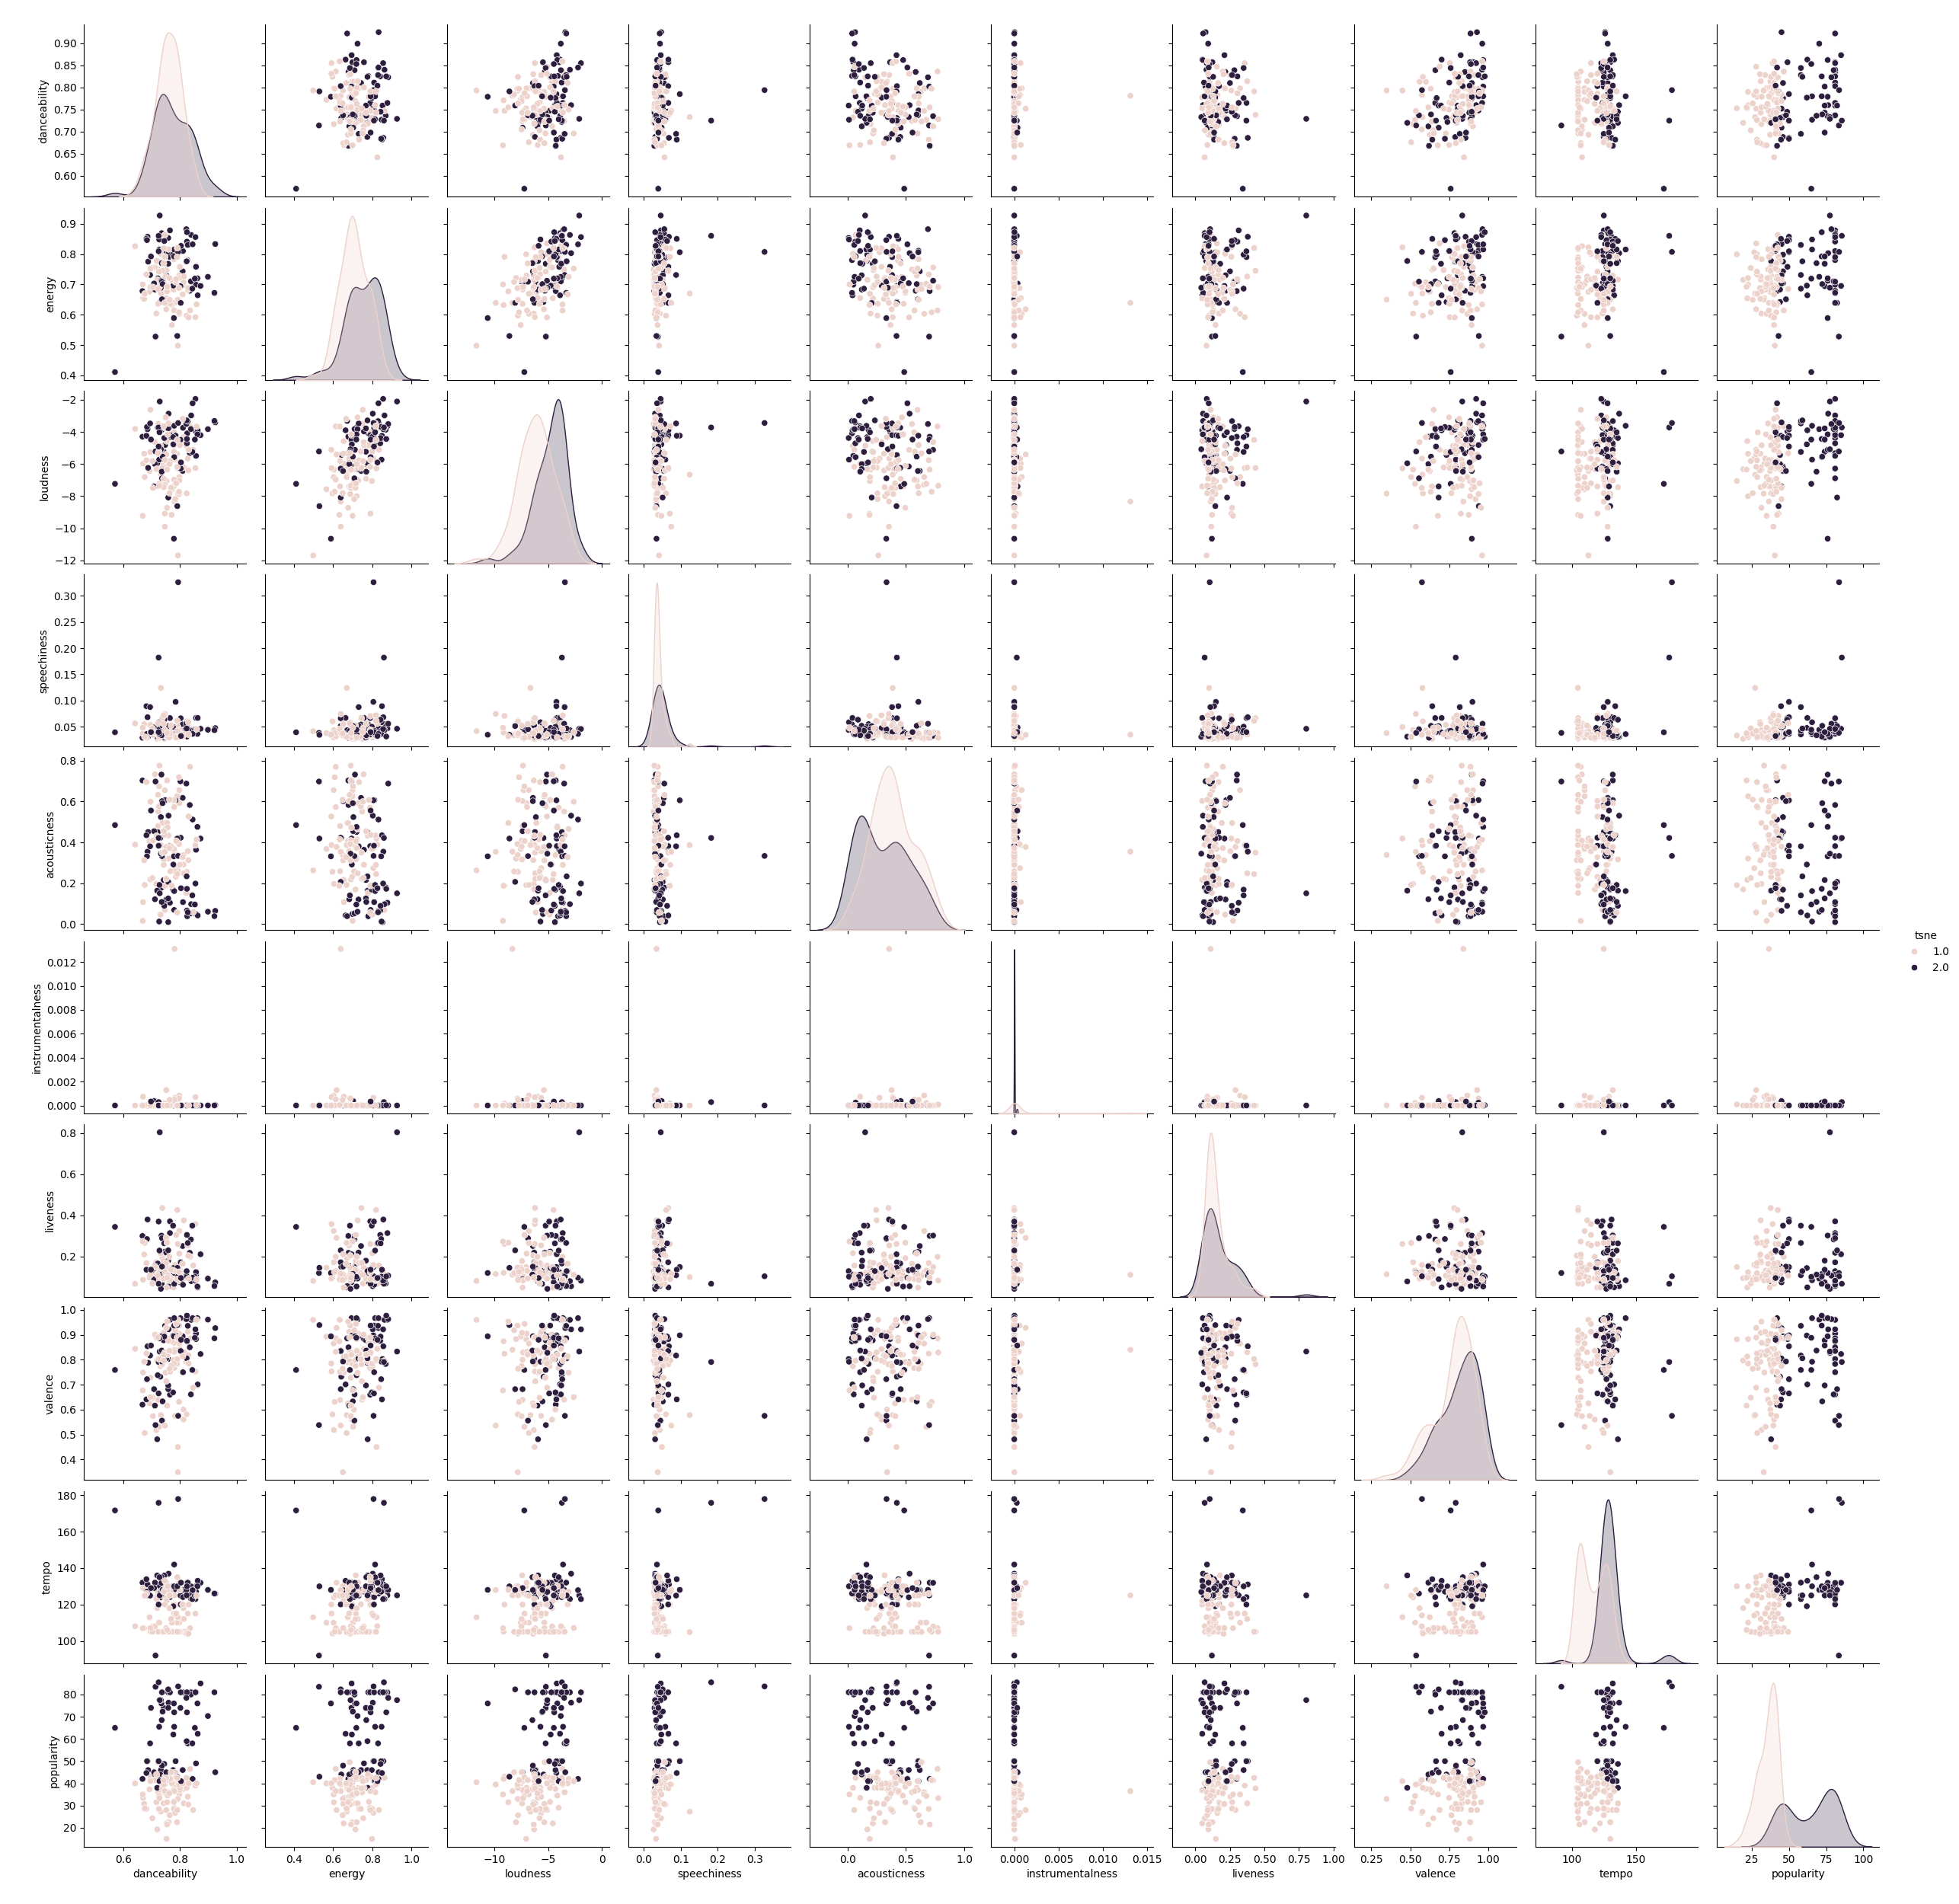 danceability
0.90
0.85
0.80
0.75
0.70
0.65
0.60
energy
0.9
0.8
0.7
0.6
0.5
0.4
loudness
−2
−4
−6
−8
−10
−12
speechiness
0.30
0.25
0.20
0.15
0.10
0.05
acousticness
0.8
0.6
0.4
0.2
0.0
instrumentalness
0.012
0.010
0.008
0.006
0.004
0.002
0.000
tsne
1.0
2.0
liveness
0.8
0.6
0.4
0.2
valence
1.0
0.9
0.8
0.7
0.6
0.5
0.4
tempo
180
160
140
120
100
popularity
80
70
60
50
40
30
20
0.6 0.8 1.0
0.4 0.6 0.8 1.0
−10 −5 0
0.0 0.1 0.2 0.3
0.0 0.5 1.0
0.000 0.005 0.010 0.015
0.00 0.25 0.50 0.75 1.00
0.25 0.50 0.75 1.00
100 150
25 50 75 100
danceability
energy
loudness
speechiness
acousticness
instrumentalness
liveness
valence
tempo
popularity